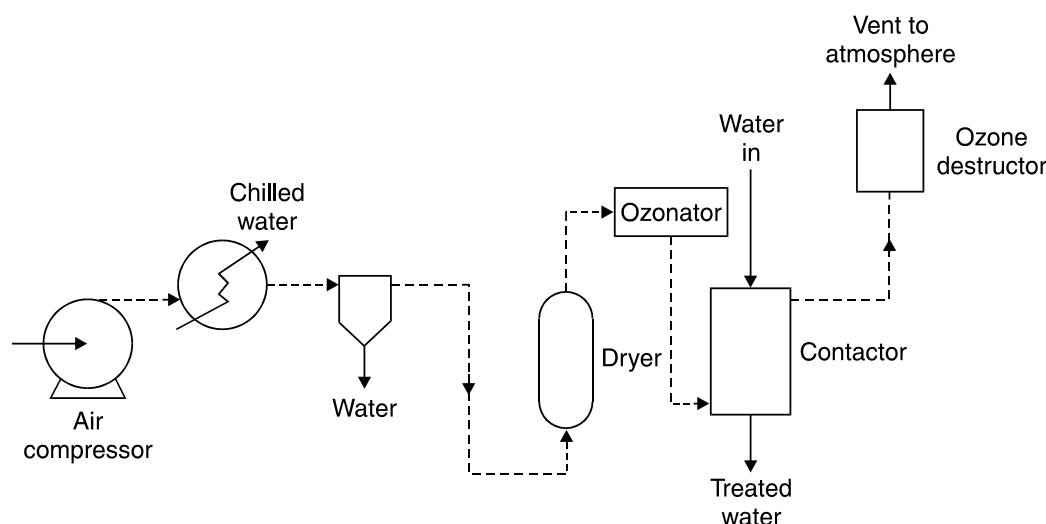 Vent to
atmosphere
Water
in
Ozone
destructor
Chilled
water
Ozonator
Dryer
Contactor
Water
Air
compressor
Treated
water